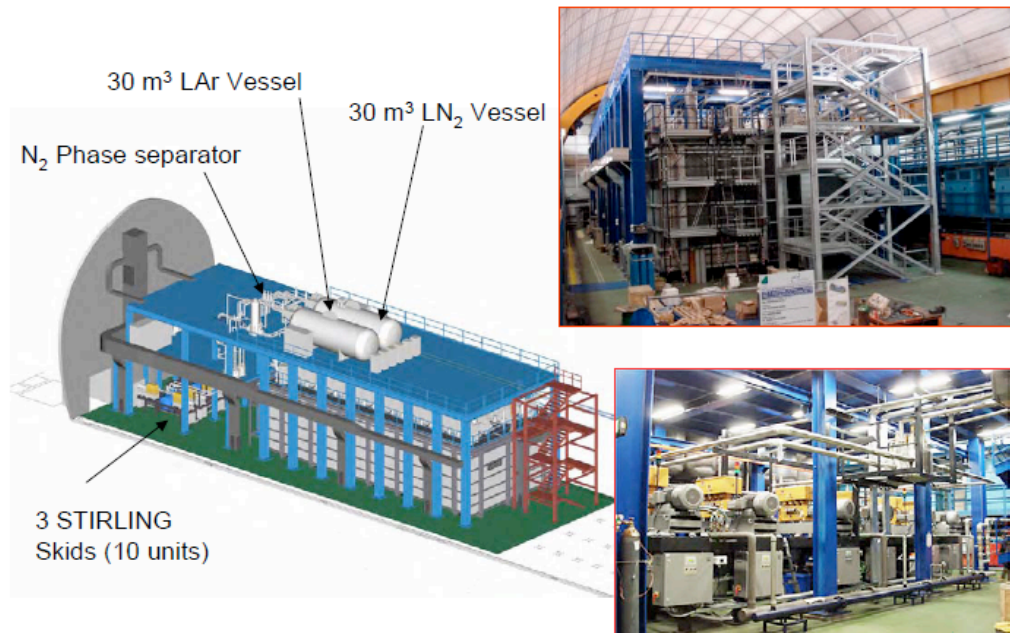 30 m³ LAr Vessel
30 m³ LN₂ Vessel
N₂ Phase separator
3 STIRLING
Skids (10 units)